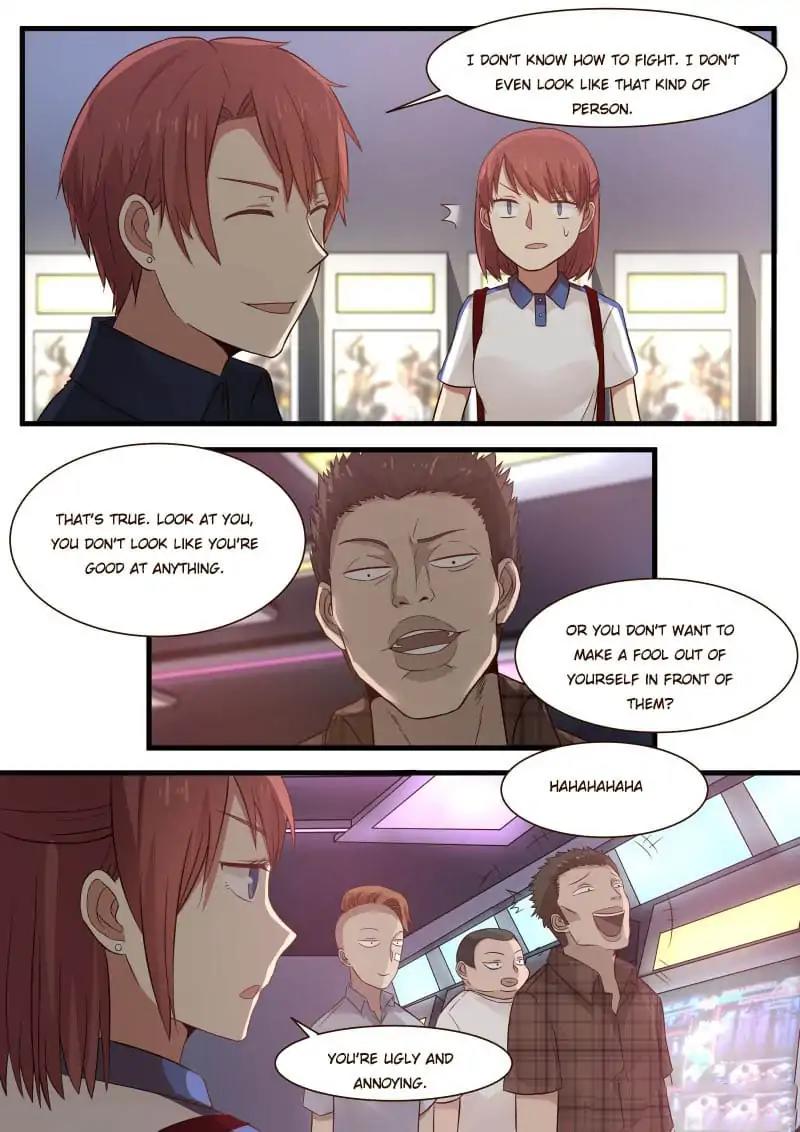 I DON'T KNOW HOW TO FIGHT. I DON'T
EVEN LOOK LIKE THAT KIND OF
PERSON.
THAT'S TRUE. LOOK AT YOU,
YOU DON'T LOOK LIKE YOU'RE
GOOD AT ANYTHING.
OR YOU DON'T WANT TO
MAKE A FOOL OUT OF
YOURSELF IN FRONT OF
THEM?
HAHAHAHAHA
YOU'RE UGLY AND
ANNOYING.